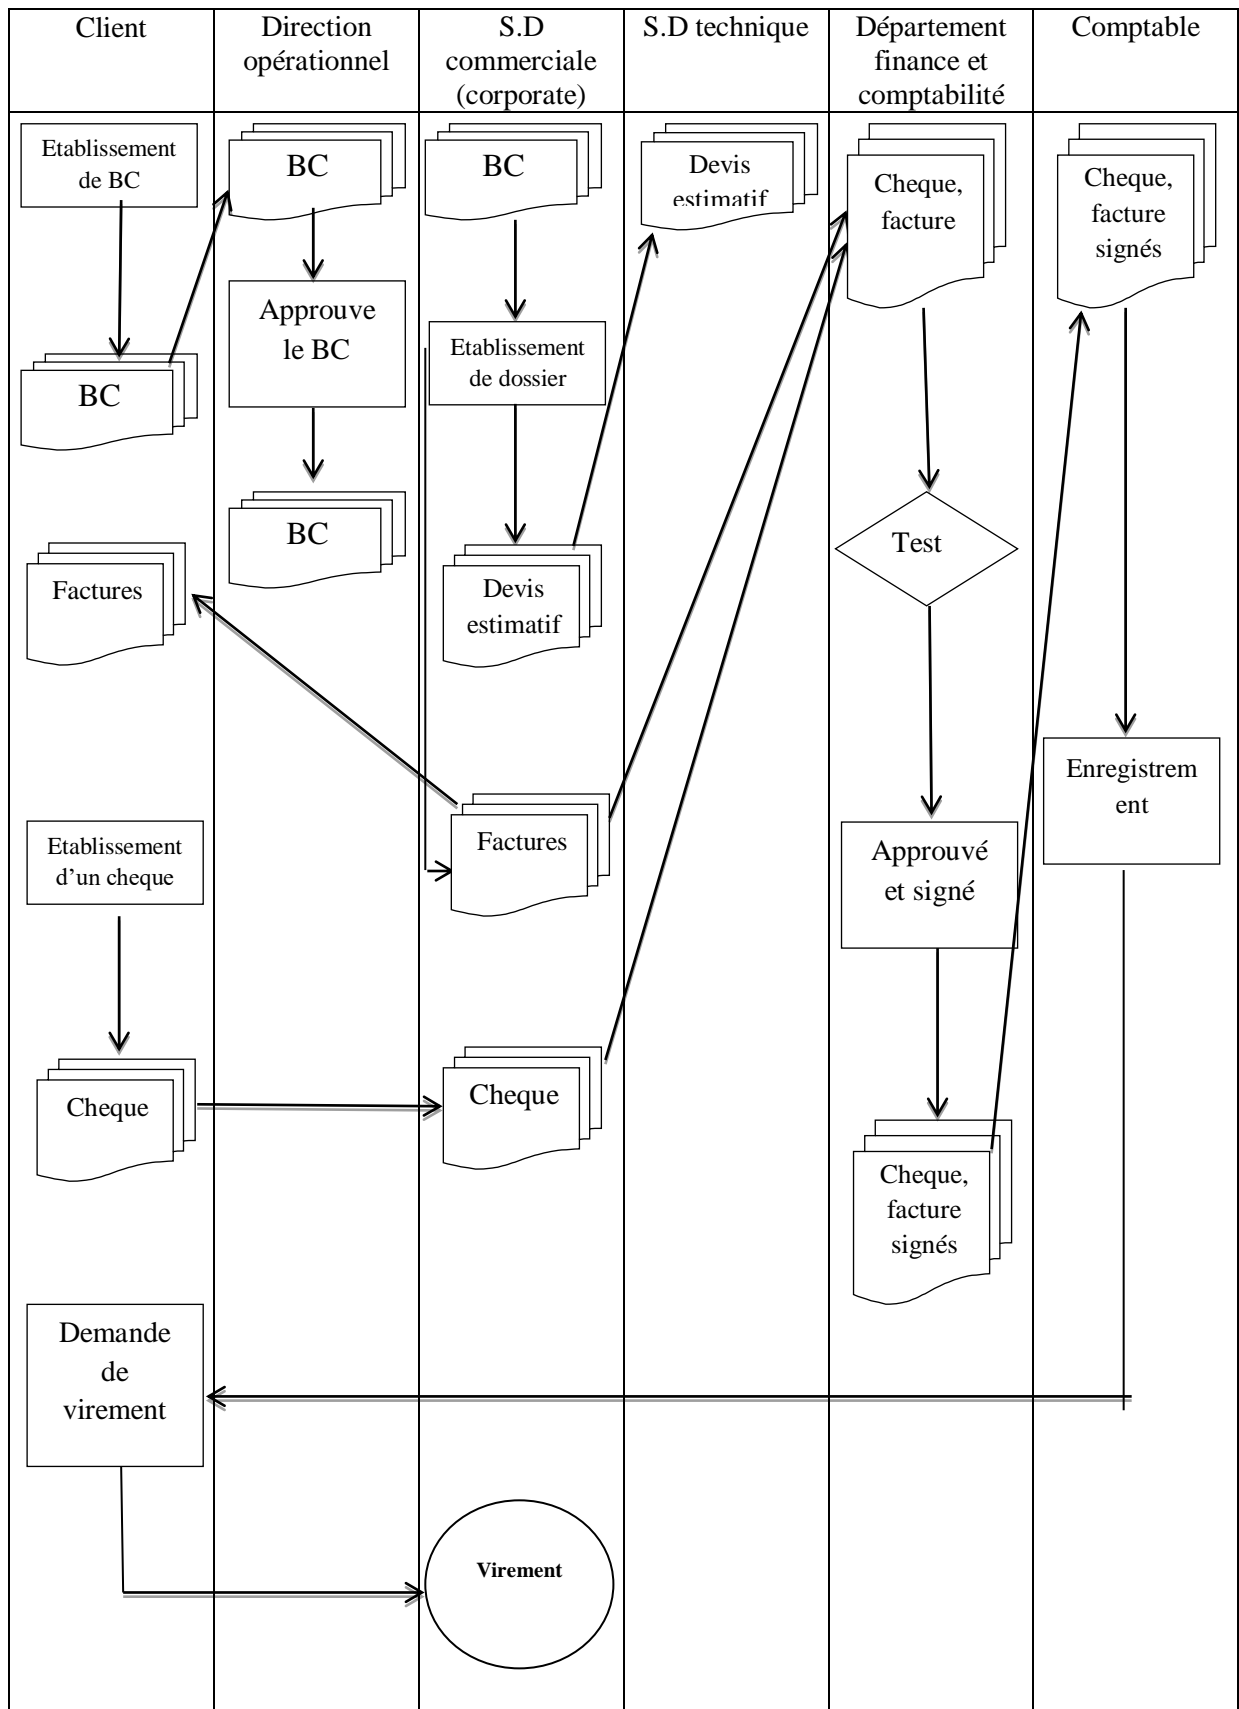 Client
Direction
opérationnel
S.D
commerciale
(corporate)
S.D technique
Département
finance et
comptabilité
Comptable
Etablissement
de BC
BC
BC
Approuve
le BC
BC
BC
Etablissement
de dossier
Devis
estimatif
Devis
estimatif
Cheque,
facture
Cheque,
facture
signés
Test
Factures
Factures
Enregistrem
ent
Etablissement
d’un cheque
Approuvé
et signé
Cheque
Cheque
Cheque,
facture
signés
Demande
de
virement
Virement